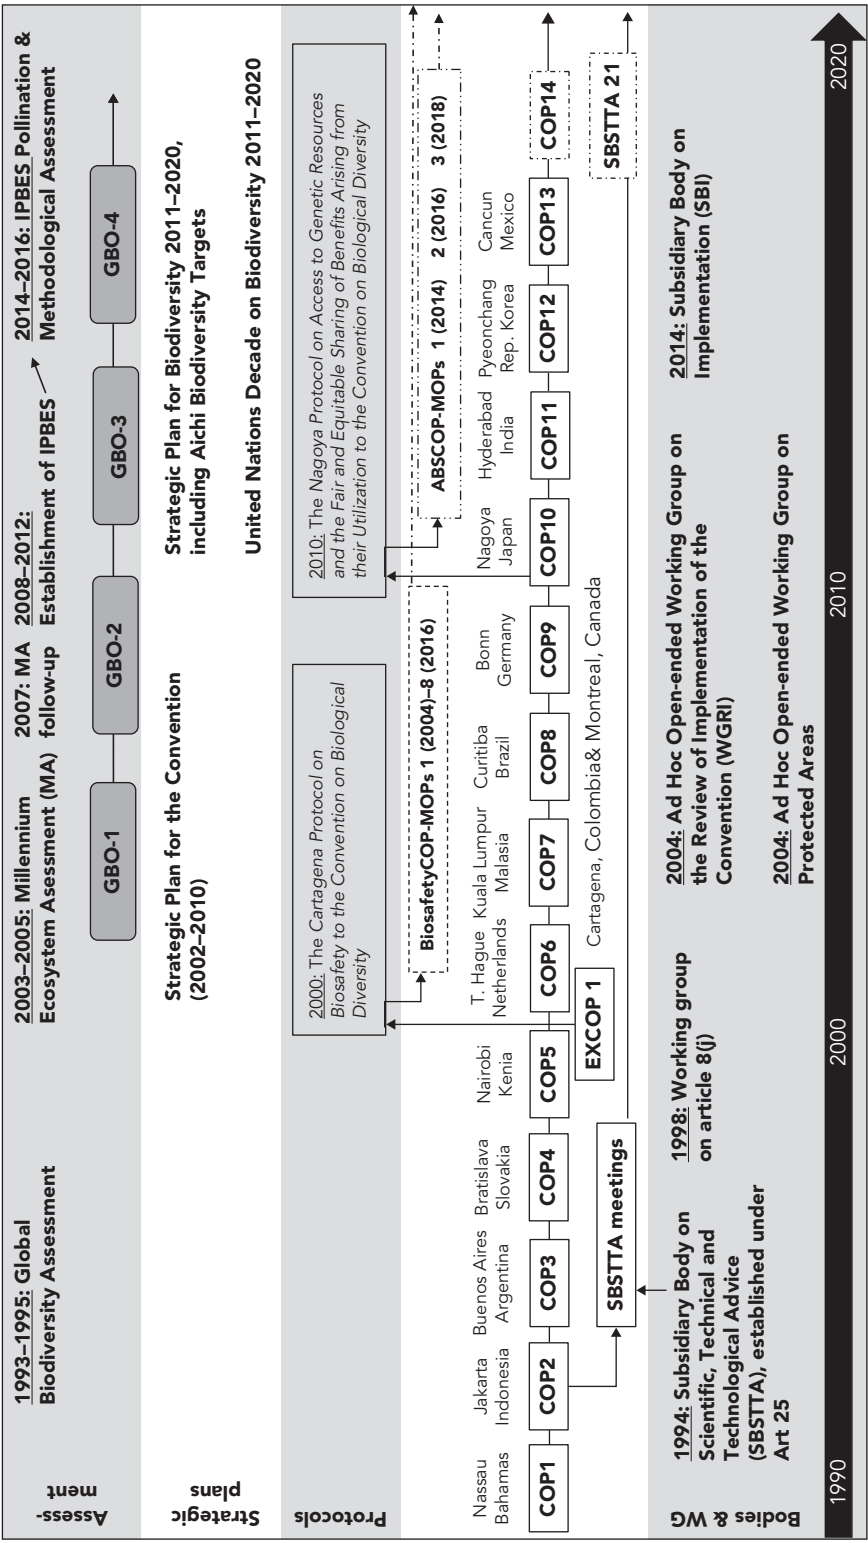 Assess-
ment
1993–1995: Global
Biodiversity Assessment
2003–2005: Millennium
Ecosystem Asessment (MA)
2007: MA
follow-up
2008–2012:
Establishment of IPBES
2014–2016: IPBES Pollination &
Methodological Assessment
GBO-1
GBO-2
GBO-3
GBO-4
Strategic
plans
Strategic Plan for the Convention
(2002–2010)
Strategic Plan for Biodiversity 2011–2020,
including Aichi Biodiversity Targets
United Nations Decade on Biodiversity 2011–2020
Protocols
2000: The Cartagena Protocol on
Biosafety to the Convention on Biological
Diversity
2010: The Nagoya Protocol on Access to Genetic Resources
and the Fair and Equitable Sharing of Benefits Arising from
their Utilization to the Convention on Biological Diversity
BiosafetyCOP-MOPs 1 (2004)–8 (2016)
ABSCOP-MOPs 1 (2014) 2 (2016) 3 (2018)
Nassau
Bahamas
Jakarta
Indonesia
Buenos Aires
Argentina
Bratislava
Slovakia
Nairobi
Kenia
T. Hague
Netherlands
Kuala Lumpur
Malasia
Curitiba
Brazil
Bonn
Germany
Nagoya
Japan
Hyderabad
India
Pyeonchang
Rep. Korea
Cancun
Mexico
COP1
COP2
COP3
COP4
COP5
COP6
COP7
COP8
COP9
COP10
COP11
COP12
COP13
COP14
EXCOP 1
Cartagena, Colombia& Montreal, Canada
SBSTTA meetings
SBSTTA 21
Bodies & WG
1994: Subsidiary Body on
Scientific, Technical and
Technological Advice
(SBSTTA), established under
Art 25
1998: Working group
on article 8(j)
2004: Ad Hoc Open-ended Working Group on
the Review of Implementation of the
Convention (WGRI)
2004: Ad Hoc Open-ended Working Group on
Protected Areas
2014: Subsidiary Body on
Implementation (SBI)
1990
2000
2010
2020